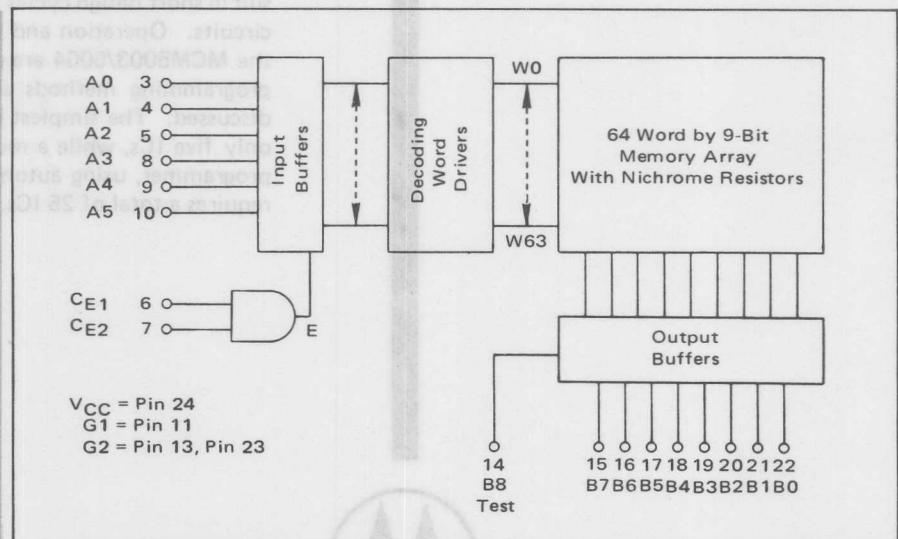 A0 3
A1 4
A2 5
A3 8
A4 9
A5 10
Input Buffers
Decoding Word Drivers
W0
W63
64 Word by 9-Bit
Memory Array
With Nichrome Resistors
CE1 6
CE2 7
E
Output
Buffers
VCC = Pin 24
G1 = Pin 11
G2 = Pin 13, Pin 23
14
B8
Test
15 16 17 18 19 20 21 22
B7 B6 B5 B4 B3 B2 B1 B0
circuits. Operation and
the MCM5003/5004 are
programming methods
discussed. The simplest
only five ICs, while a
programmer, using
requires a total of 25 ICs